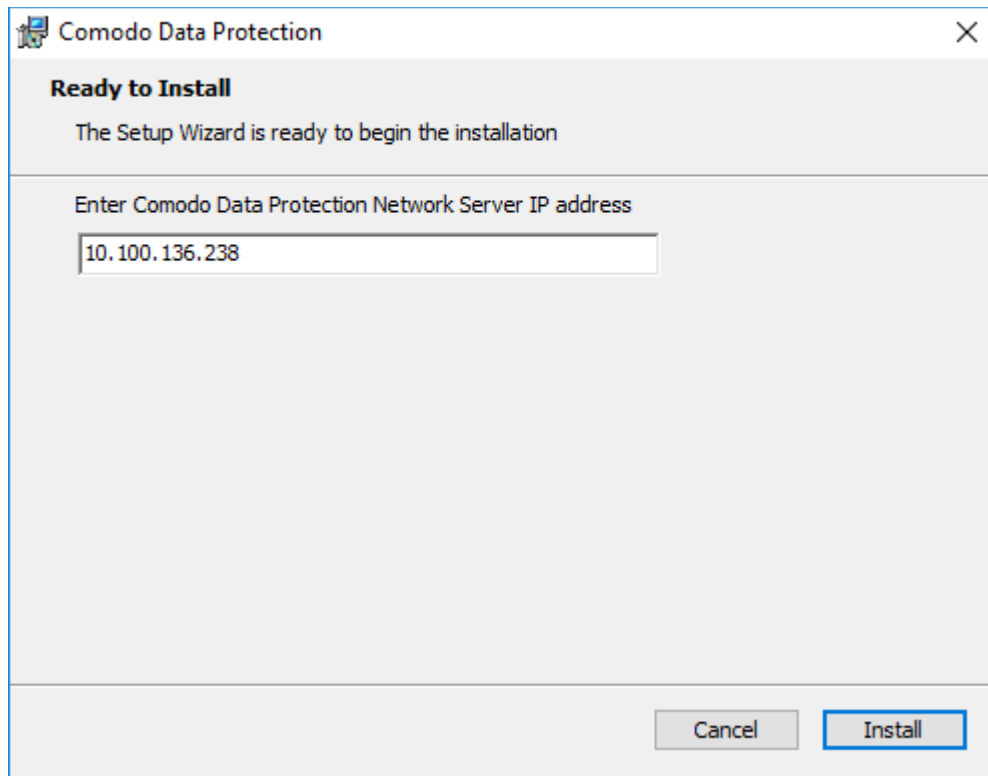 Comodo Data Protection
Ready to Install
The Setup Wizard is ready to begin the installation
Enter Comodo Data Protection Network Server IP address
10.100.136.238
Cancel Install